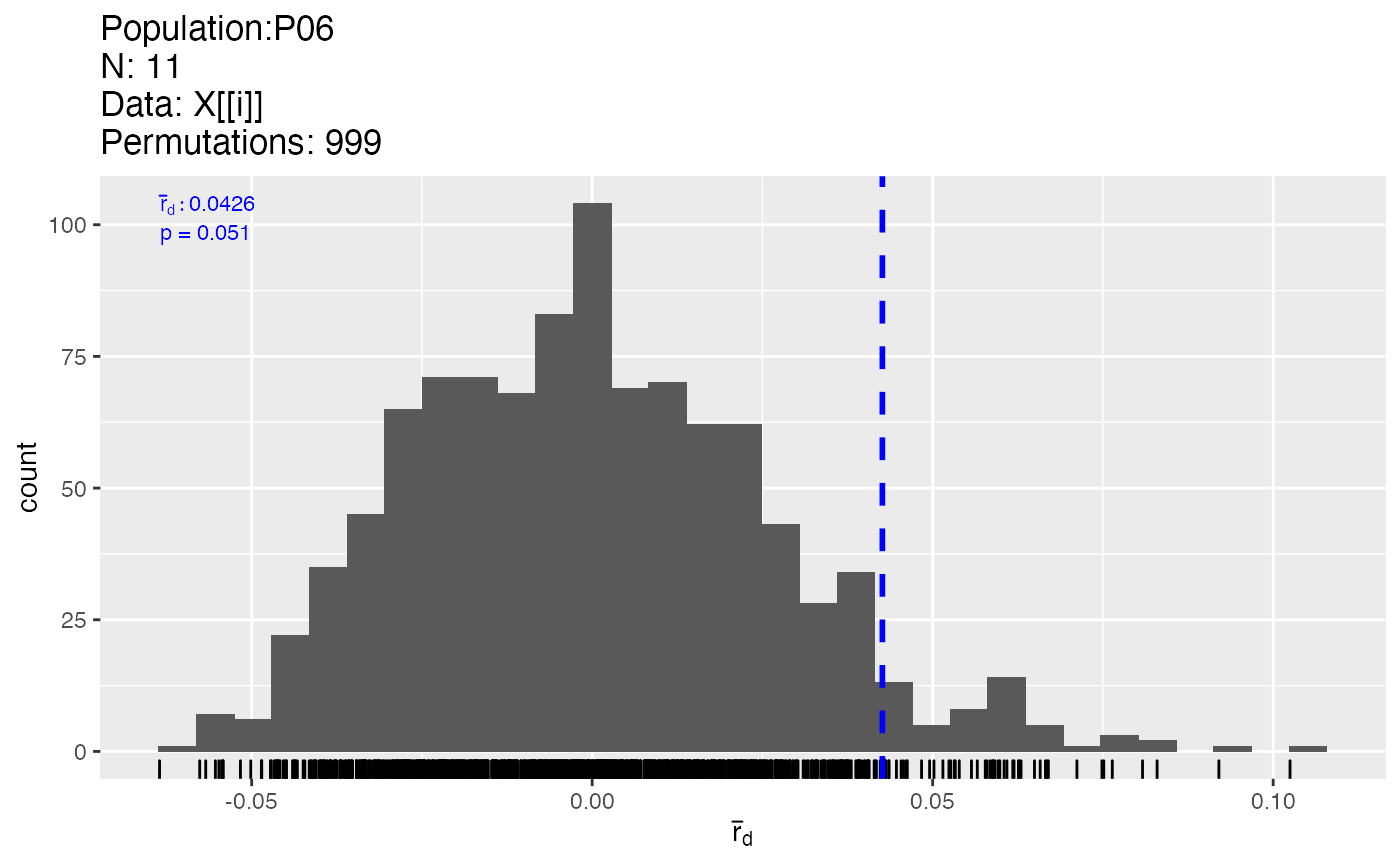 Population:P06
N: 11
Data: X[[i]]
Permutations: 999
r̄d : 0.0426
p = 0.051
100
75
50
25
0
count
-0.05 0.00 0.05 0.10
r̄d